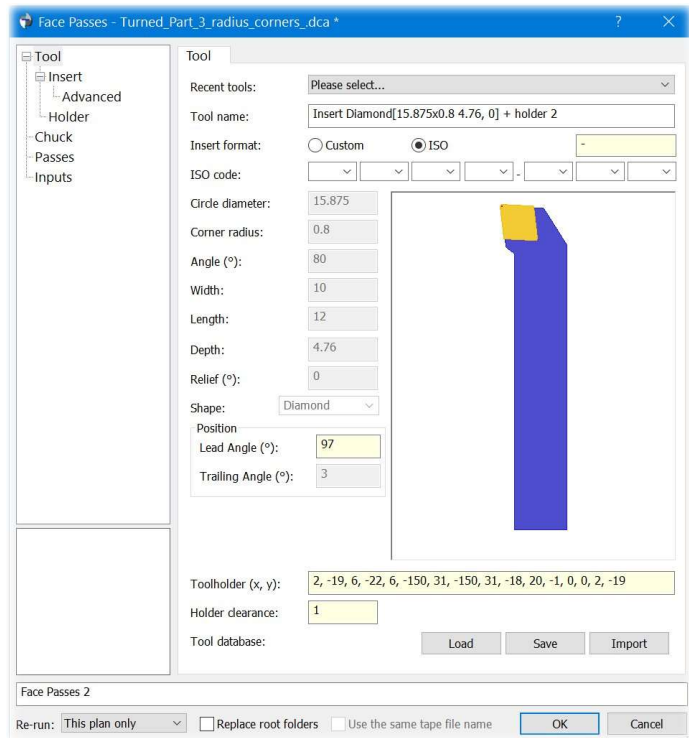 Face Passes - Turned_Part_3_radius_corners_.dca *
?
Tool
Insert
Advanced
Holder
Chuck
Passes
Inputs
Tool
Recent tools: Please select...
Tool name: Insert Diamond[15.875x0.8 4.76, 0] + holder 2
Insert format: Custom ISO -
ISO code: -
Circle diameter: 15.875
Corner radius: 0.8
Angle (°): 80
Width: 10
Length: 12
Depth: 4.76
Relief (°): 0
Shape: Diamond
Position
Lead Angle (°): 97
Trailing Angle (°): 3
Toolholder (x, y): 2, -19, 6, -22, 6, -150, 31, -150, 31, -18, 20, -1, 0, 0, 2, -19
Holder clearance: 1
Tool database: Load Save Import
Face Passes 2
Re-run: This plan only Replace root folders Use the same tape file name OK Cancel